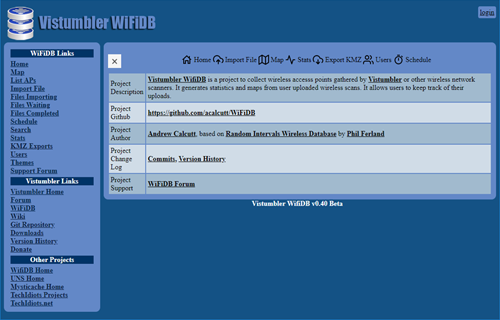 Vistumbler WiFiDB
login
WiFiDB Links
Home
Map
List APs
Import File
Files Importing
Files Waiting
Files Completed
Schedule
Search
Stats
KMZ Exports
Users
Themes
Support Forum
Vistumbler Links
Vistumbler Home
Forum
WiFiDB
Wiki
Git Repository
Downloads
Version History
Donate
Other Projects
WifiDB Home
UNS Home
Mysticache Home
TechIdiots Projects
TechIdiots.net
× Home Import File Map Stats Export KMZ Users Schedule
Project Description
Vistumbler WifiDB is a project to collect wireless access points gathered by Vistumbler or other wireless network
scanners. It generates statistics and maps from user uploaded wireless scans. It allows users to keep track of their
uploads.
Project Github
https://github.com/acalcutt/WiFiDB
Project Author
Andrew Calcutt, based on Random Intervals Wireless Database by Phil Ferland
Project Change Log
Commits, Version History
Project Support
WiFiDB Forum
Vistumbler WifiDB v0.40 Beta